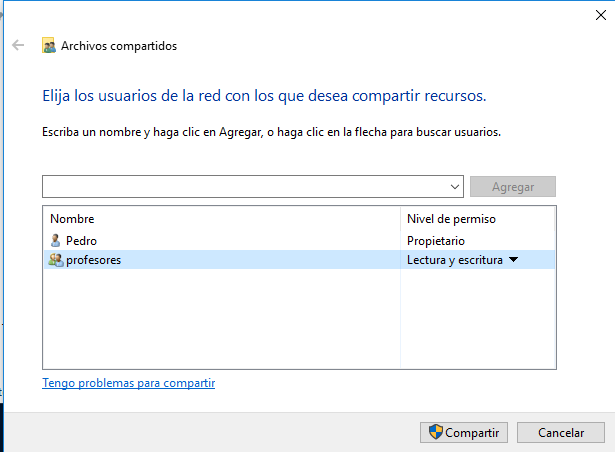 Archivos compartidos
Elija los usuarios de la red con los que desea compartir recursos.
Escriba un nombre y haga clic en Agregar, o haga clic en la flecha para buscar usuarios.
Agregar
Nombre Nivel de permiso
Pedro Propietario
profesores Lectura y escritura
Tengo problemas para compartir
Compartir Cancelar